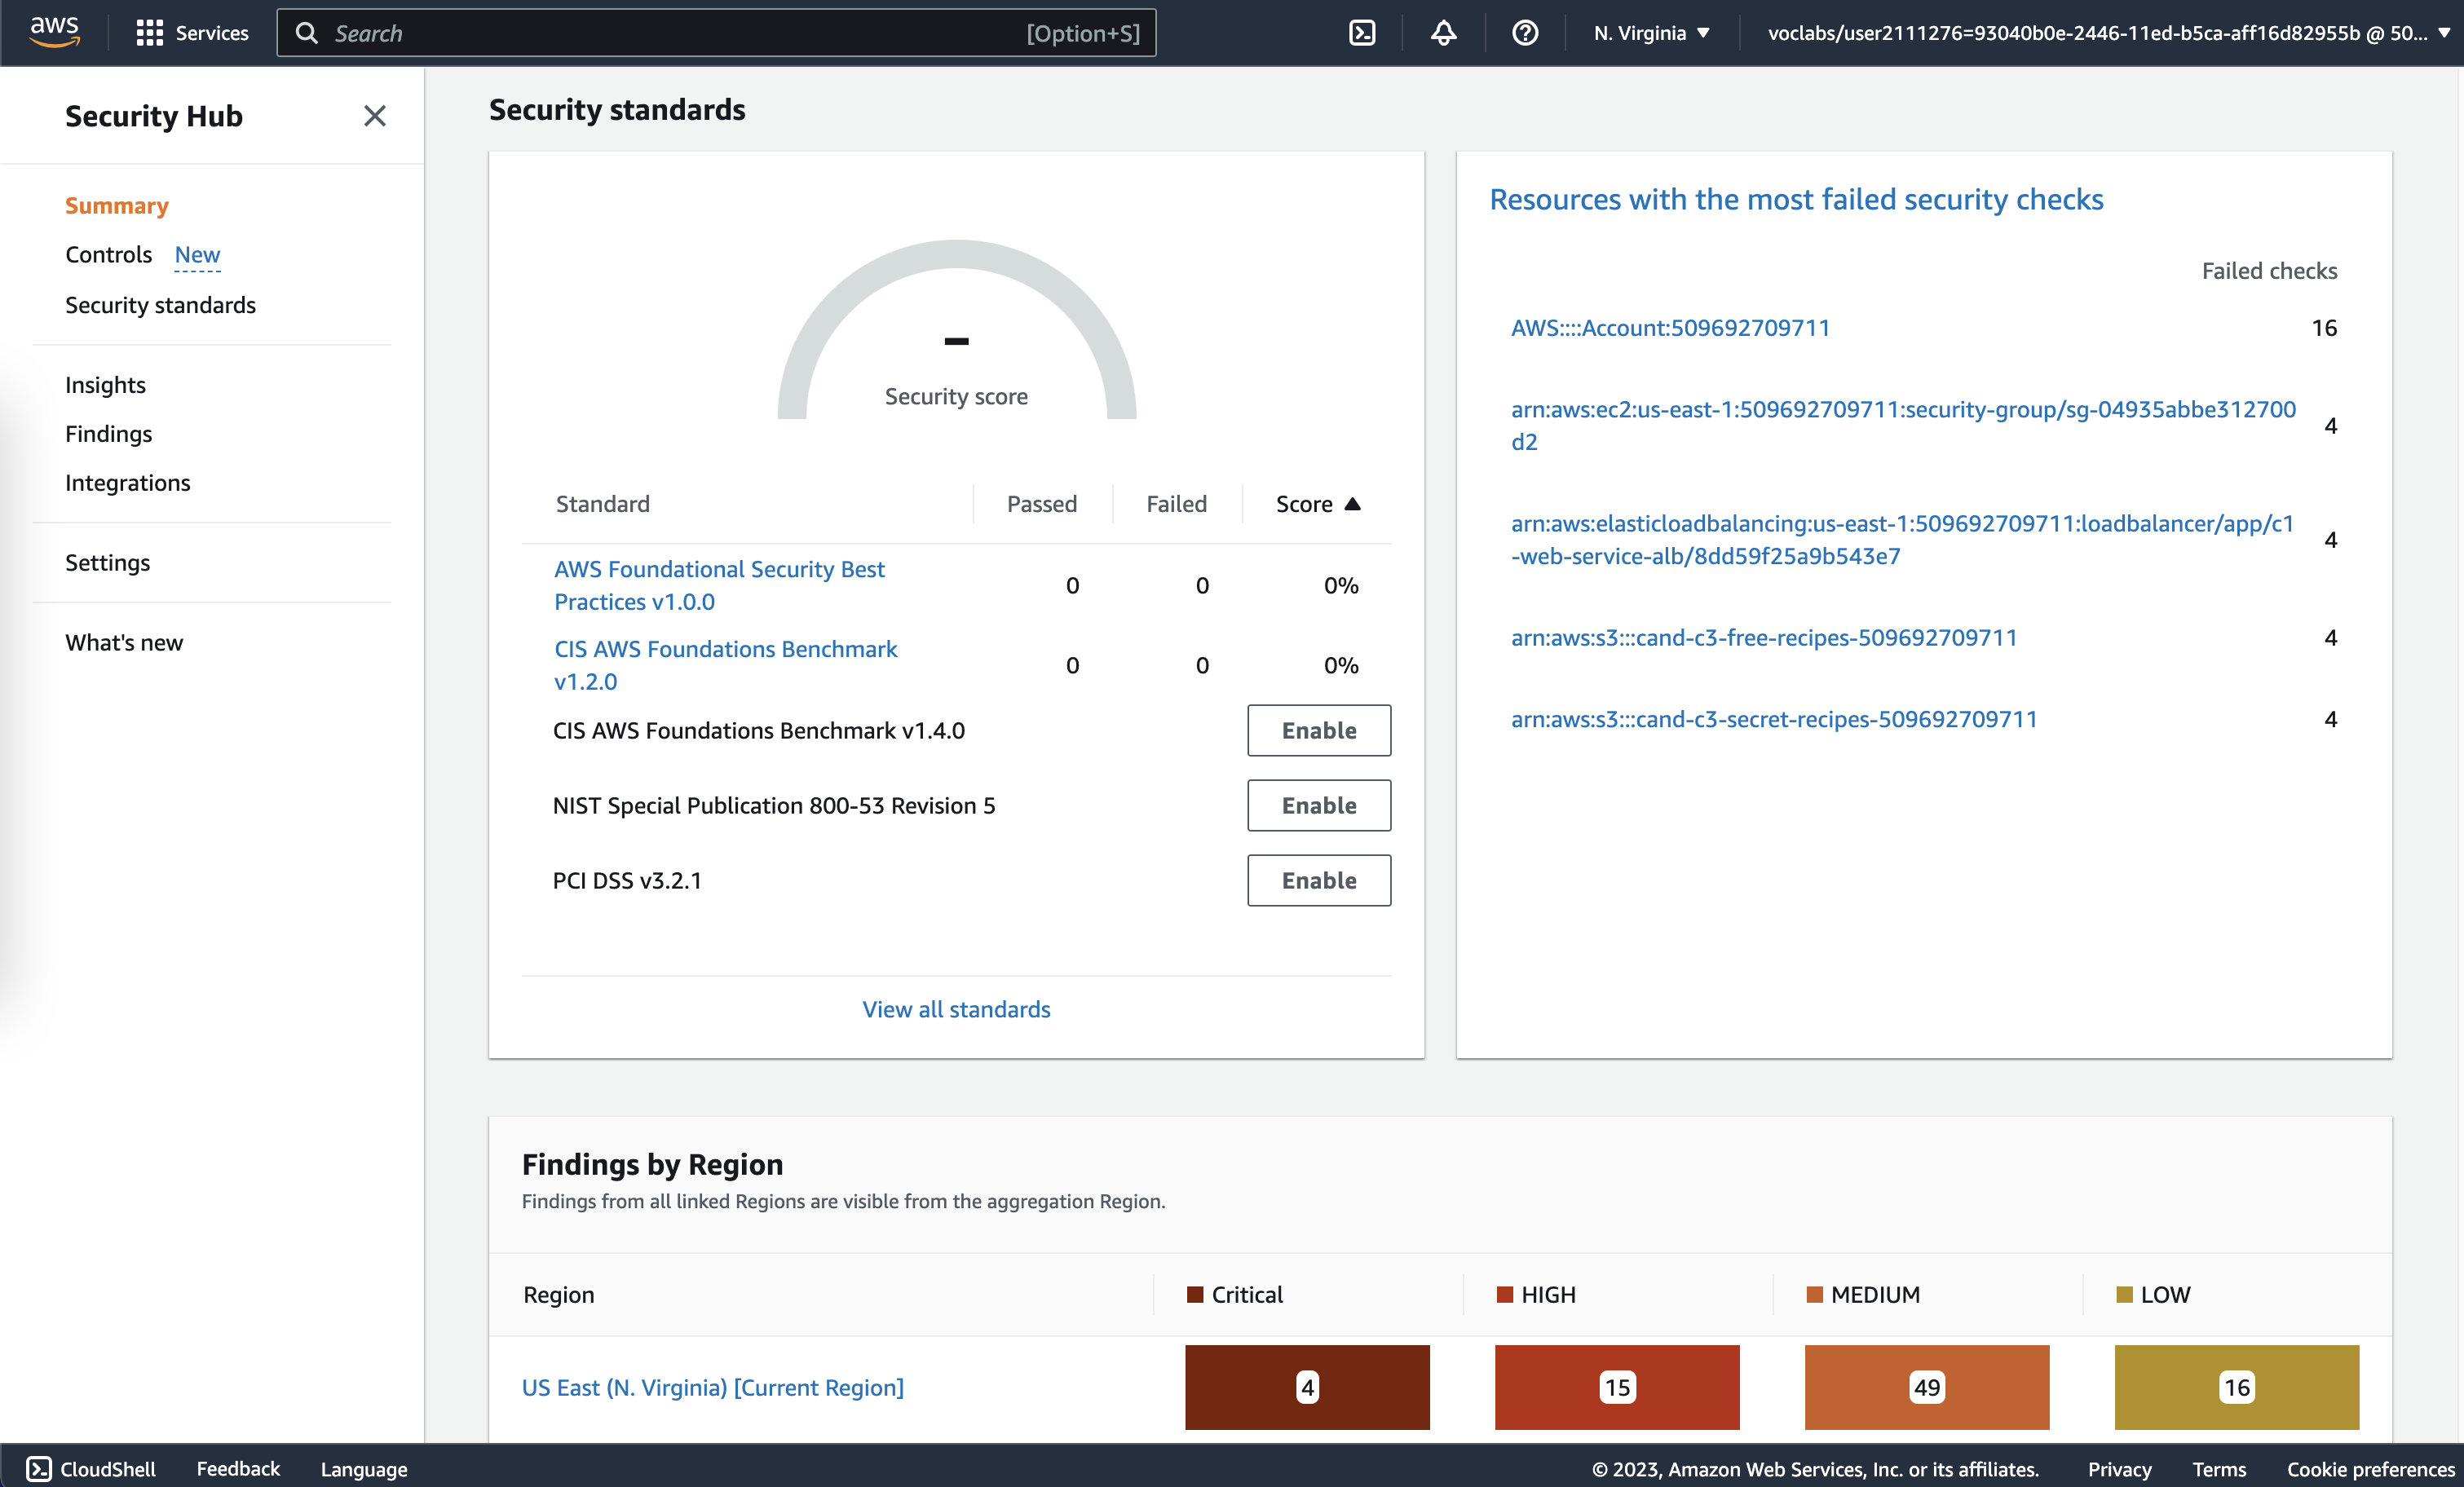 aws
Services
Search
[Option+S]
N. Virginia
voclabs/user2111276=93040b0e-2446-11ed-b5ca-aff16d82955b @ 50...
Security Hub
Summary
Controls New
Security standards
Insights
Findings
Integrations
Settings
What's new
Security standards
–
Security score
Standard Passed Failed Score
AWS Foundational Security Best
Practices v1.0.0
0 0 0%
CIS AWS Foundations Benchmark
v1.2.0
0 0 0%
CIS AWS Foundations Benchmark v1.4.0 Enable
NIST Special Publication 800-53 Revision 5 Enable
PCI DSS v3.2.1 Enable
View all standards
Resources with the most failed security checks
Failed checks
AWS::::Account:509692709711 16
arn:aws:ec2:us-east-1:509692709711:security-group/sg-04935abbe312700
d2
4
arn:aws:elasticloadbalancing:us-east-1:509692709711:loadbalancer/app/c1
-web-service-alb/8dd59f25a9b543e7
4
arn:aws:s3:::cand-c3-free-recipes-509692709711 4
arn:aws:s3:::cand-c3-secret-recipes-509692709711 4
Findings by Region
Findings from all linked Regions are visible from the aggregation Region.
Region Critical HIGH MEDIUM LOW
US East (N. Virginia) [Current Region] 4 15 49 16
CloudShell Feedback Language
© 2023, Amazon Web Services, Inc. or its affiliates. Privacy Terms Cookie preferences